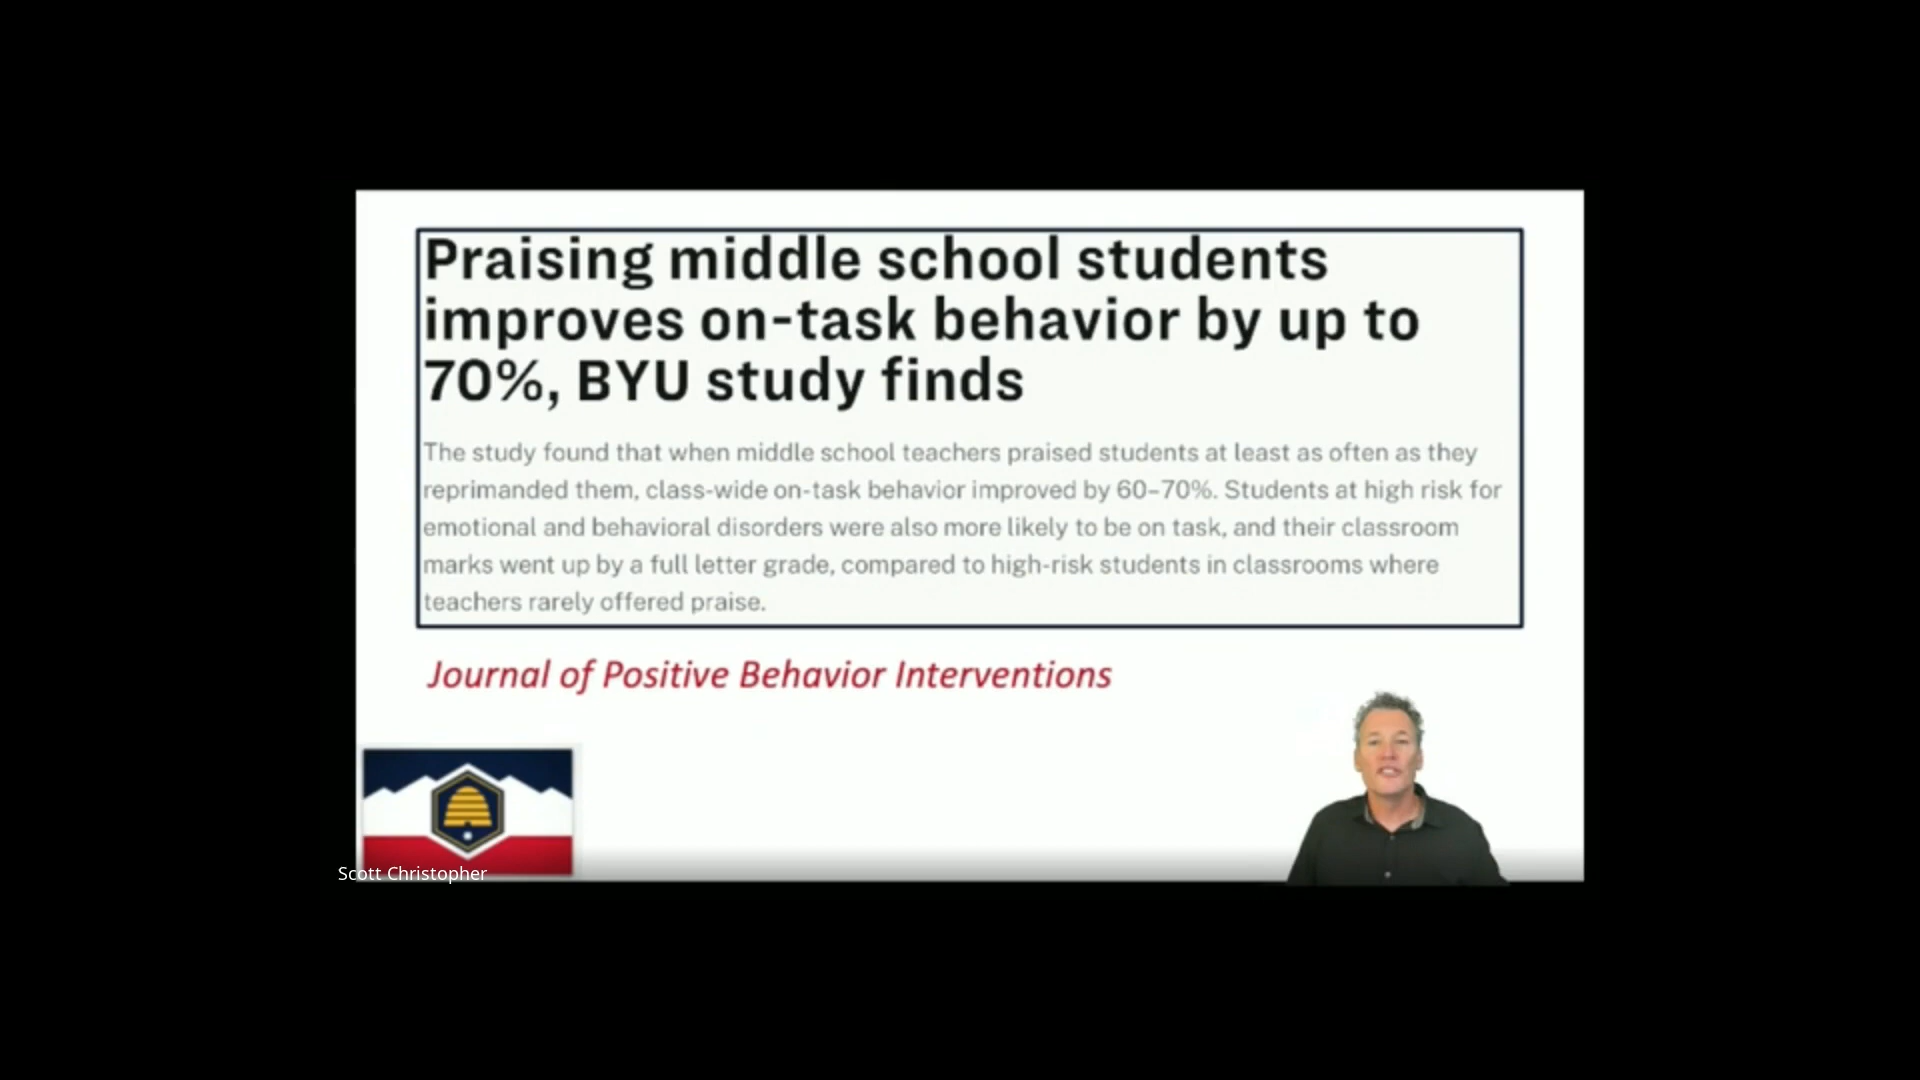 Praising middle school students
improves on-task behavior by up to
70%, BYU study finds
The study found that when middle school teachers praised students at least as often as they
reprimanded them, class-wide on-task behavior improved by 60–70%. Students at high risk for
emotional and behavioral disorders were also more likely to be on task, and their classroom
marks went up by a full letter grade, compared to high-risk students in classrooms where
teachers rarely offered praise.
Journal of Positive Behavior Interventions
Scott Christopher